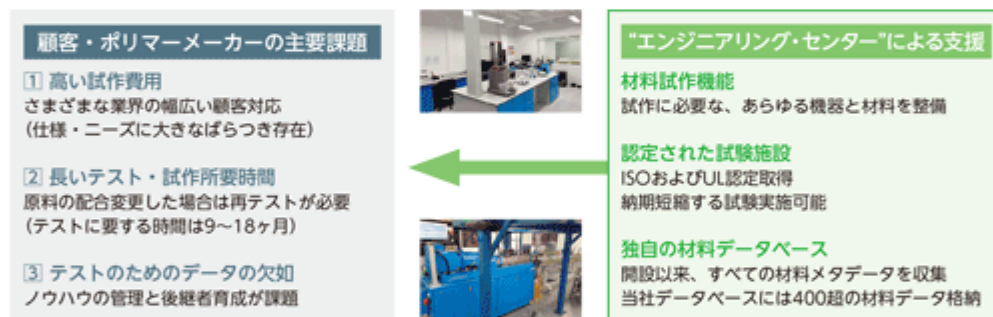 顧客・ポリマーメーカーの主要課題
1 高い試作費用
さまざまな業界の幅広い顧客対応
(仕様・ニーズに大きなばらつき存在)
2 長いテスト・試作所要時間
原料の配合変更した場合は再テストが必要
(テストに要する時間は9〜18ヶ月)
3 テストのためのデータの欠如
ノウハウの管理と後継者育成が課題
“エンジニアリング・センター”による支援
材料試作機能
試作に必要な、あらゆる機器と材料を整備
認定された試験施設
ISOおよびUL認定取得
納期短縮する試験実施可能
独自の材料データベース
開設以来、すべての材料メタデータを収集
当社データベースには400超の材料データ格納